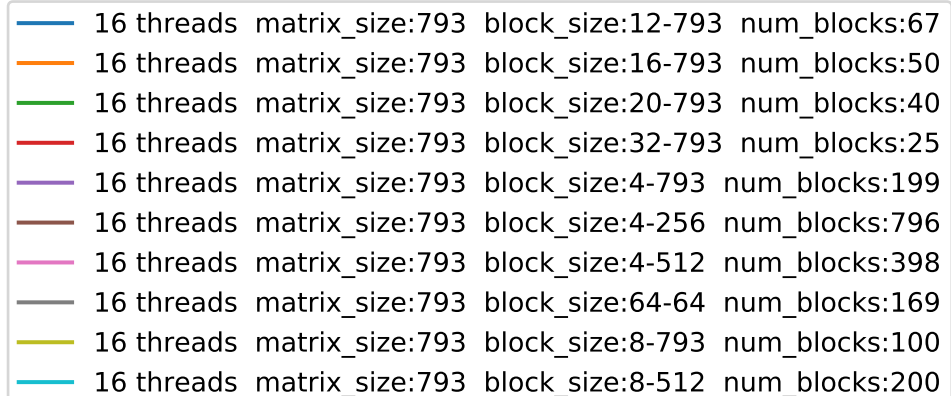 16 threads matrix_size:793 block_size:12-793 num_blocks:67
16 threads matrix_size:793 block_size:16-793 num_blocks:50
16 threads matrix_size:793 block_size:20-793 num_blocks:40
16 threads matrix_size:793 block_size:32-793 num_blocks:25
16 threads matrix_size:793 block_size:4-793 num_blocks:199
16 threads matrix_size:793 block_size:4-256 num_blocks:796
16 threads matrix_size:793 block_size:4-512 num_blocks:398
16 threads matrix_size:793 block_size:64-64 num_blocks:169
16 threads matrix_size:793 block_size:8-793 num_blocks:100
16 threads matrix_size:793 block_size:8-512 num_blocks:200